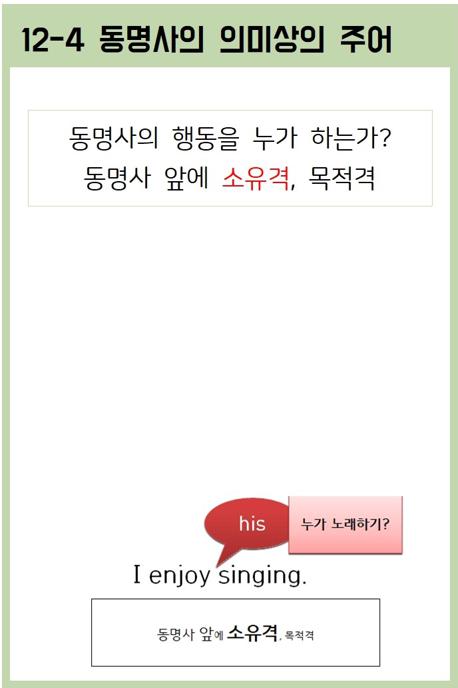 12-4 동명사의 의미상의 주어
동명사의 행동을 누가 하는가?
동명사 앞에 소유격, 목적격
his
누가 노래하기?
I enjoy singing.
동명사 앞에 소유격, 목적격